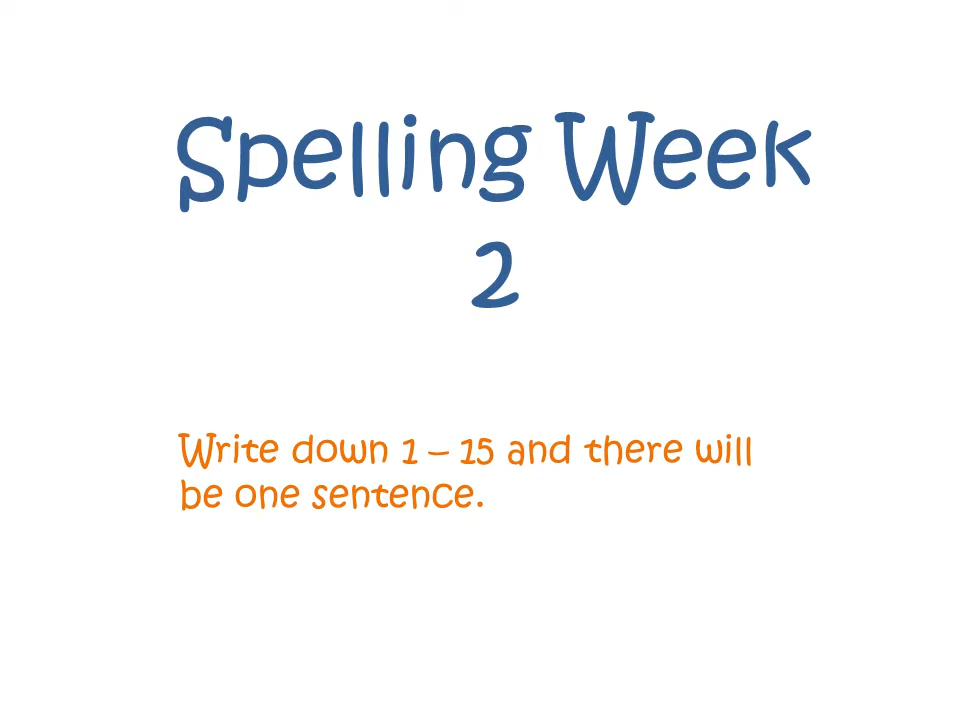 Spelling Week
2
Write down 1 – 15 and there will
be one sentence.